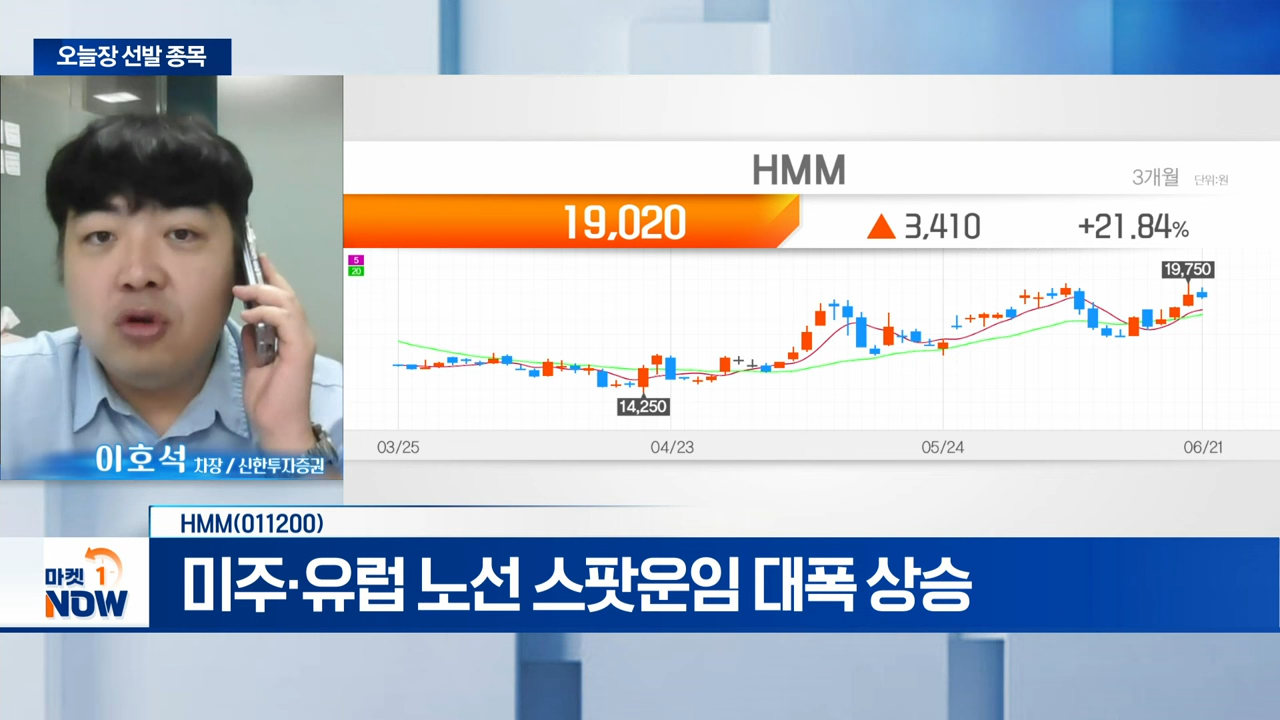 오늘장 선발 종목
HMM
3개월 단위:원
19,020 ▲ 3,410 +21.84%
5
20
19,750
14,250
03/25 04/23 05/24 06/21
이호석 차장 / 신한투자증권
HMM(011200)
마켓 1
NOW
미주·유럽 노선 스팟운임 대폭 상승